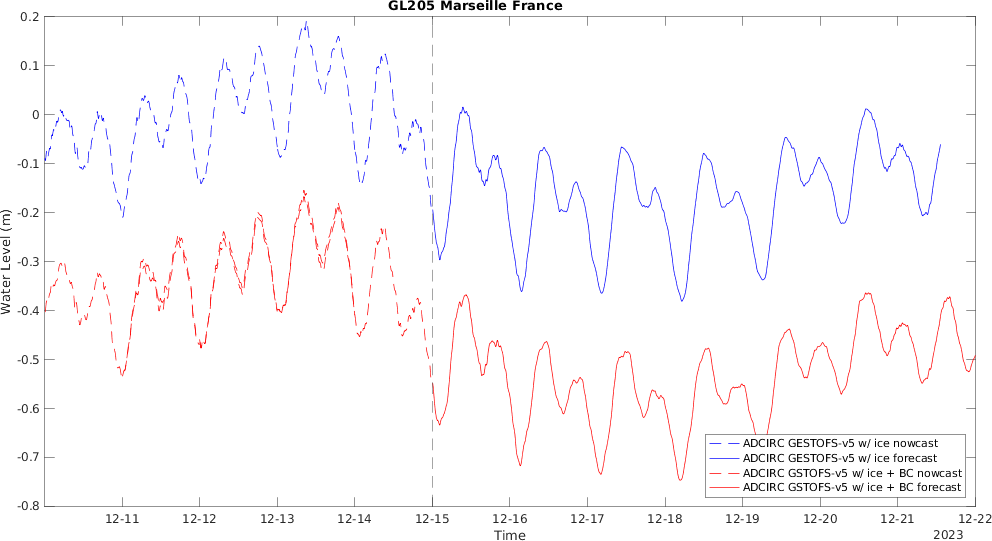 GL205 Marseille France
0.2
0.1
0
-0.1
-0.2
-0.3
-0.4
-0.5
-0.6
-0.7
-0.8
Water Level (m)
ADCIRC GESTOFS-v5 w/ ice nowcast
ADCIRC GESTOFS-v5 w/ ice forecast
ADCIRC GSTOFS-v5 w/ ice + BC nowcast
ADCIRC GSTOFS-v5 w/ ice + BC forecast
12-11 12-12 12-13 12-14 12-15 12-16 12-17 12-18 12-19 12-20 12-21 12-22
Time
2023